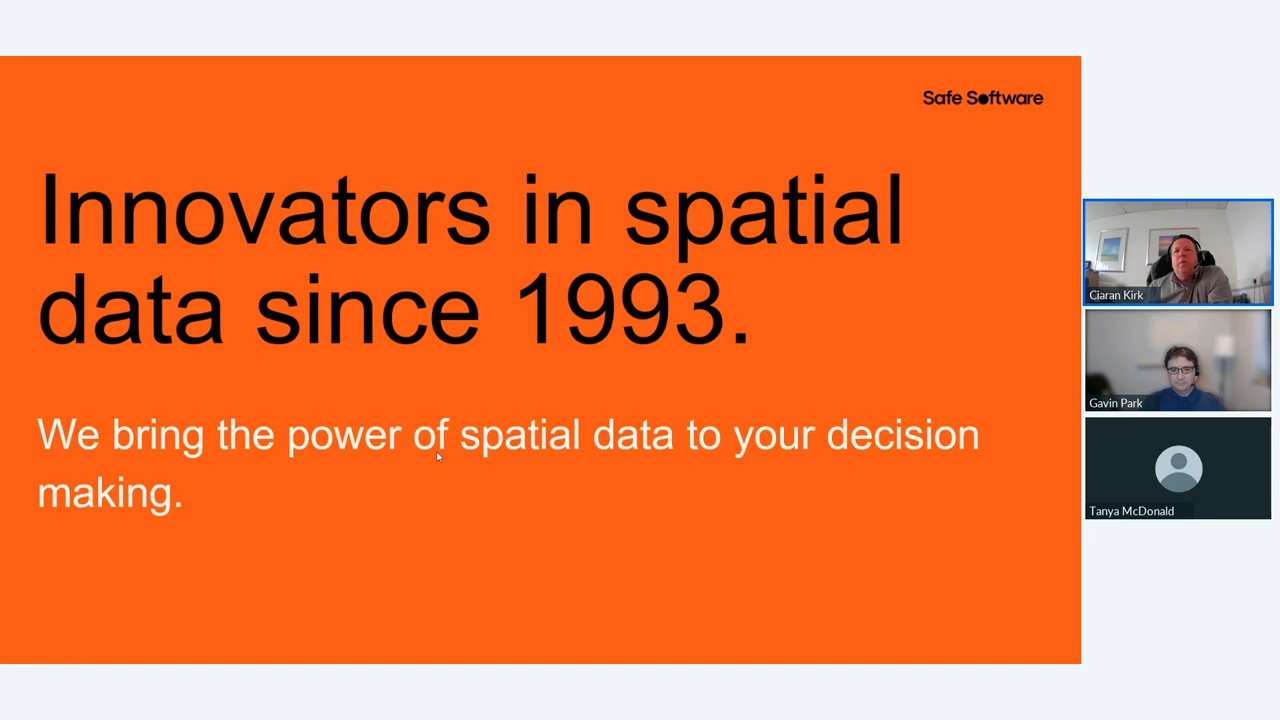 Safe Software
Innovators in spatial
data since 1993.
We bring the power of spatial data to your decision
making.
Ciaran Kirk
Gavin Park
Tanya McDonald